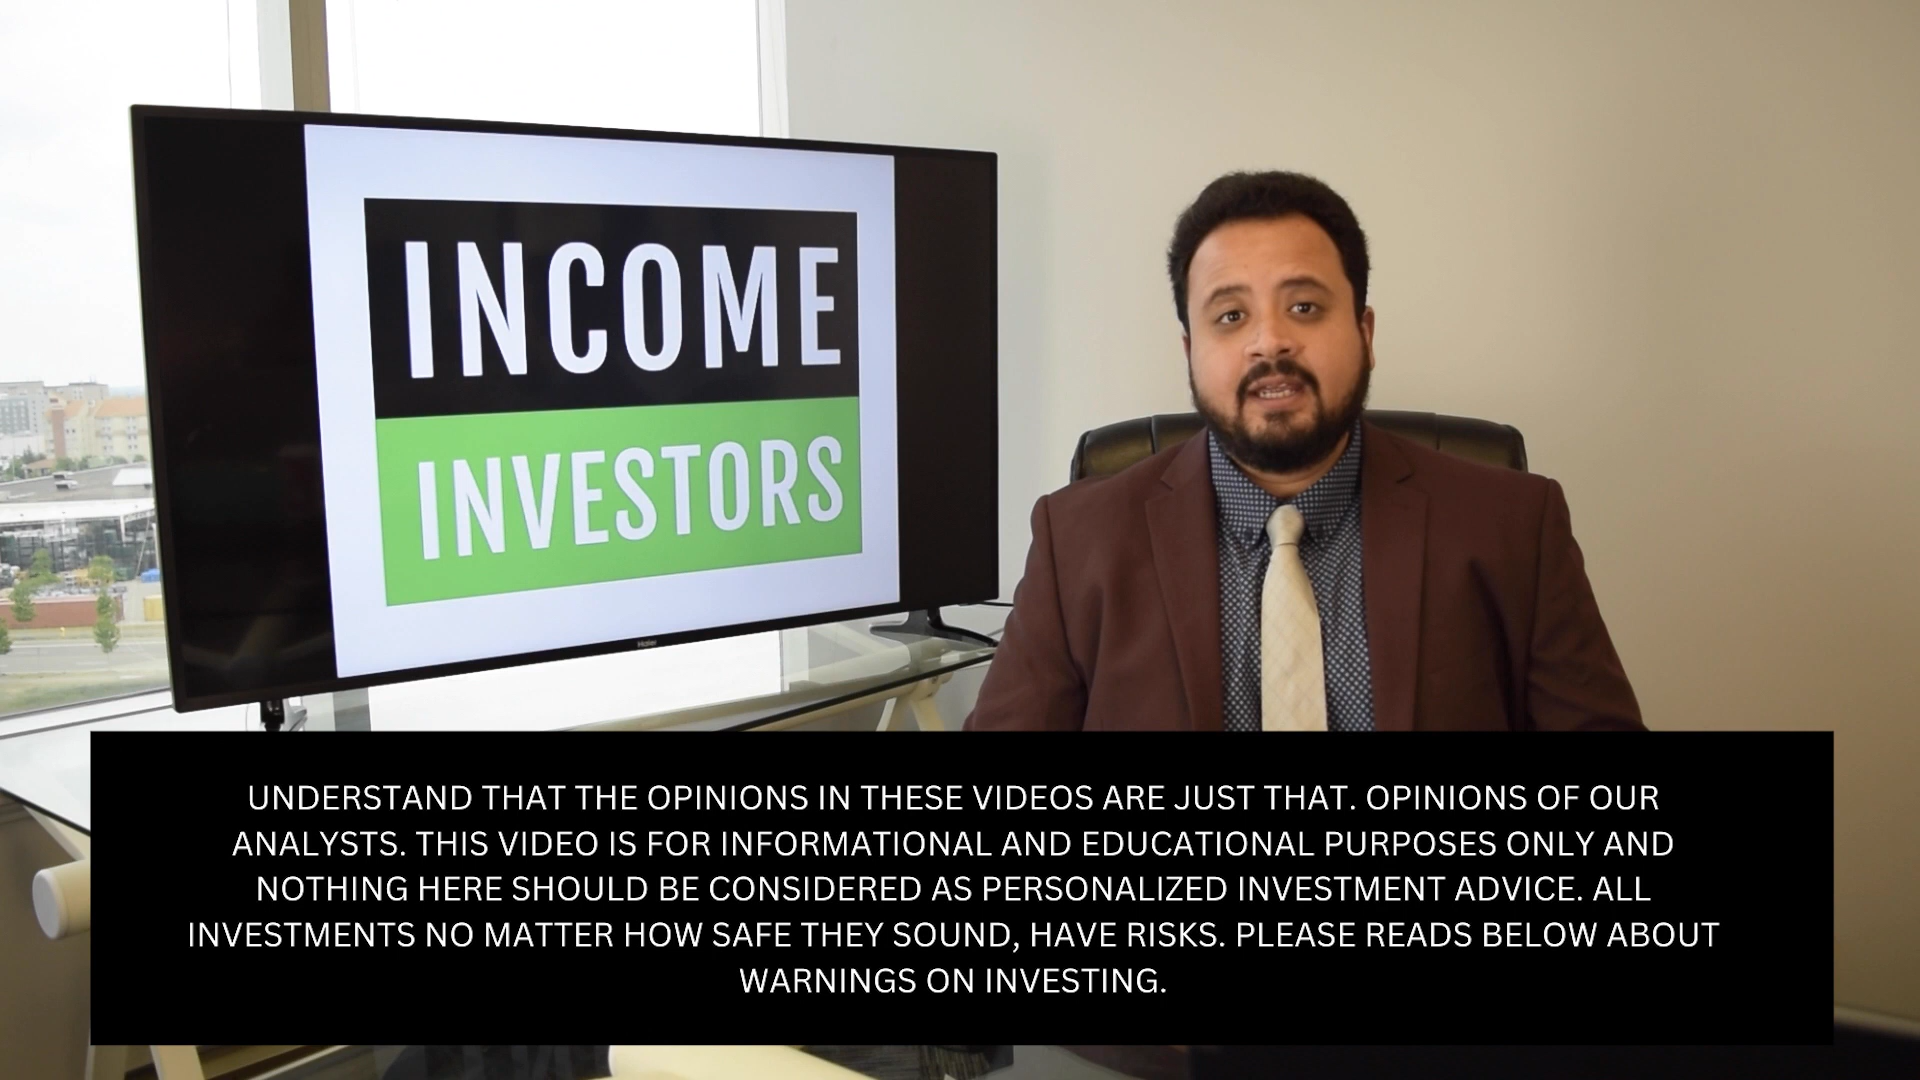 INCOME
INVESTORS
Haier
UNDERSTAND THAT THE OPINIONS IN THESE VIDEOS ARE JUST THAT. OPINIONS OF OUR
ANALYSTS. THIS VIDEO IS FOR INFORMATIONAL AND EDUCATIONAL PURPOSES ONLY AND
NOTHING HERE SHOULD BE CONSIDERED AS PERSONALIZED INVESTMENT ADVICE. ALL
INVESTMENTS NO MATTER HOW SAFE THEY SOUND, HAVE RISKS. PLEASE READS BELOW ABOUT
WARNINGS ON INVESTING.